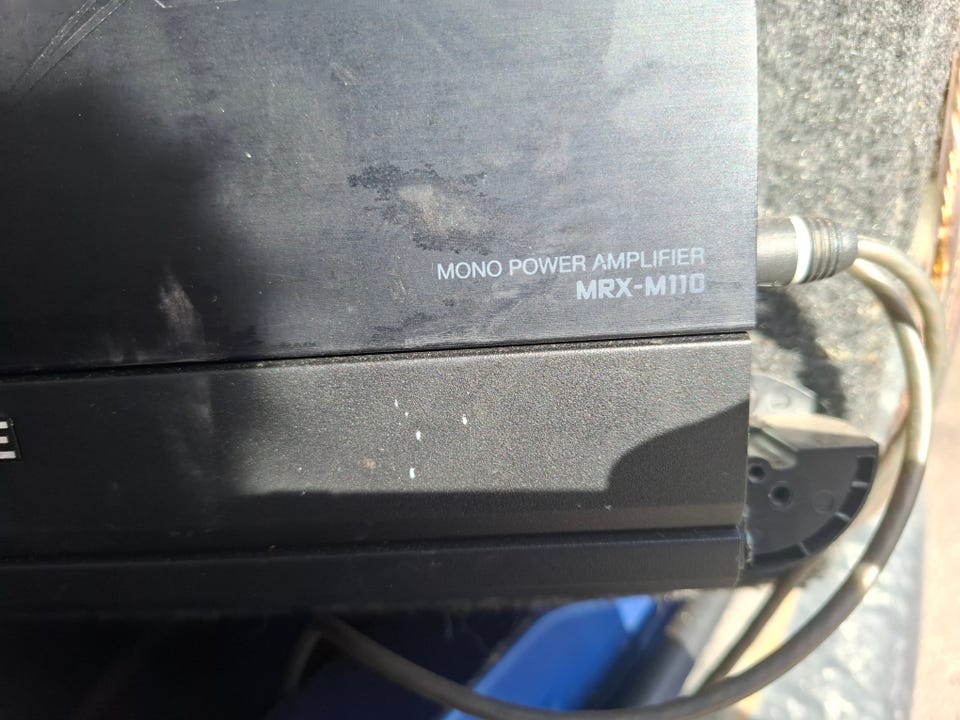 MONO POWER AMPLIFIER
MRX-M110
E